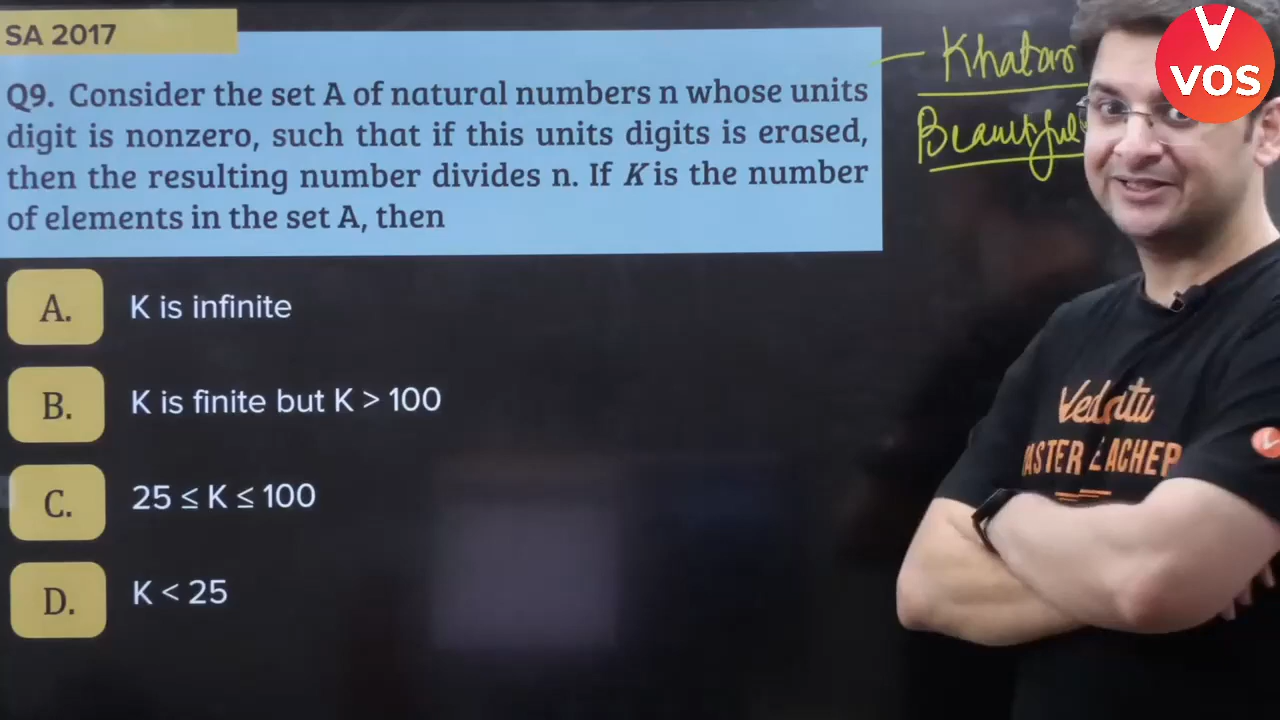 SA 2017
Q9. Consider the set A of natural numbers n whose units
digit is nonzero, such that if this units digits is erased,
then the resulting number divides n. If K is the number
of elements in the set A, then
A. K is infinite
B. K is finite but K > 100
C. 25 ≤ K ≤ 100
D. K < 25
Beautiful
VOS
Vedantu